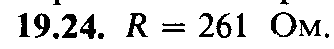 19.24. R = 261 Ом.